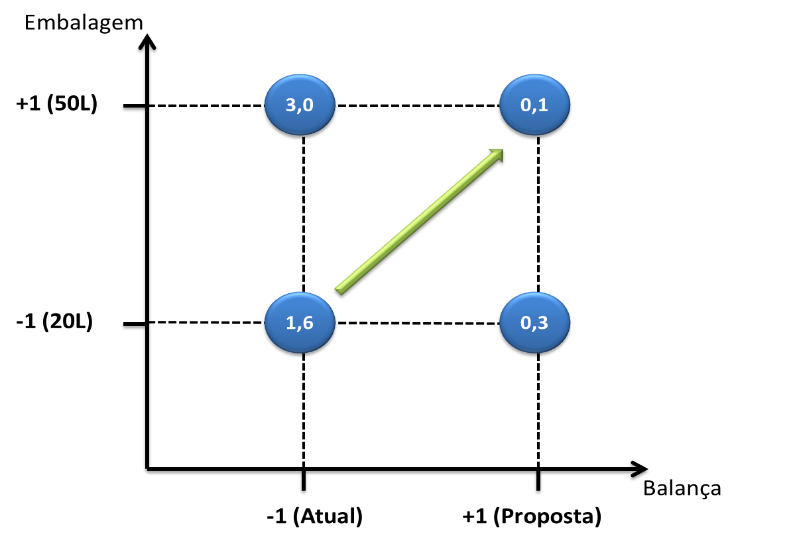 Embalagem
+1 (50L)
3,0
0,1
-1 (20L)
1,6
0,3
Balança
-1 (Atual)
+1 (Proposta)